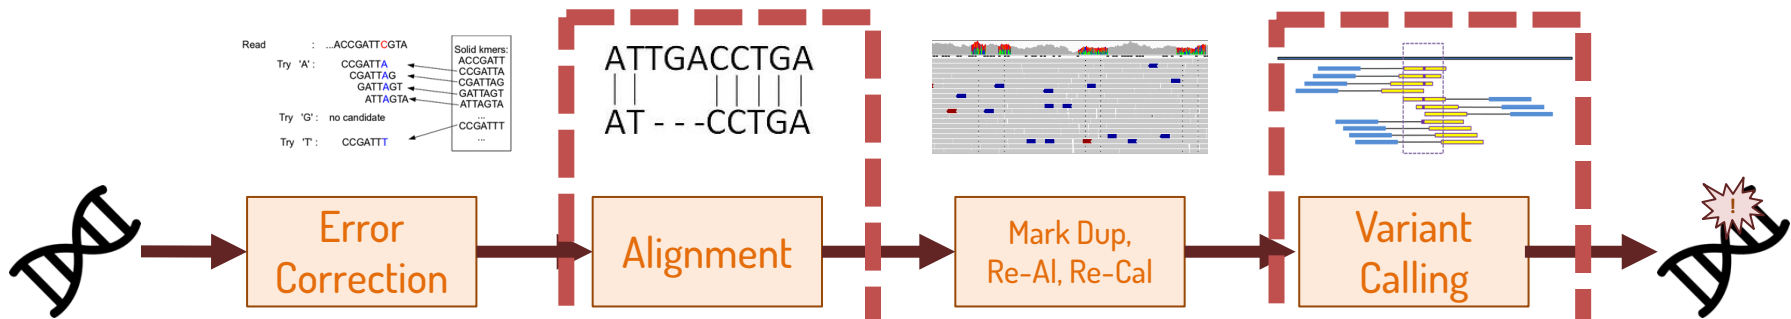 Read : ...ACCGATTCGTA
Try 'A' : CCGATTA
CGATTAG
GATTAGT
ATTAGTA
Try 'G' : no candidate
Try 'T' : CCGATTT
Solid kmers:
ACCGATT
CCGATTA
CGATTAG
GATTAGT
ATTAGTA
...
CCGATTT
...
ATTGACCTGA
AT---CCTGA
Error
Correction
Alignment
Mark Dup,
Re-Al, Re-Cal
Variant
Calling
!